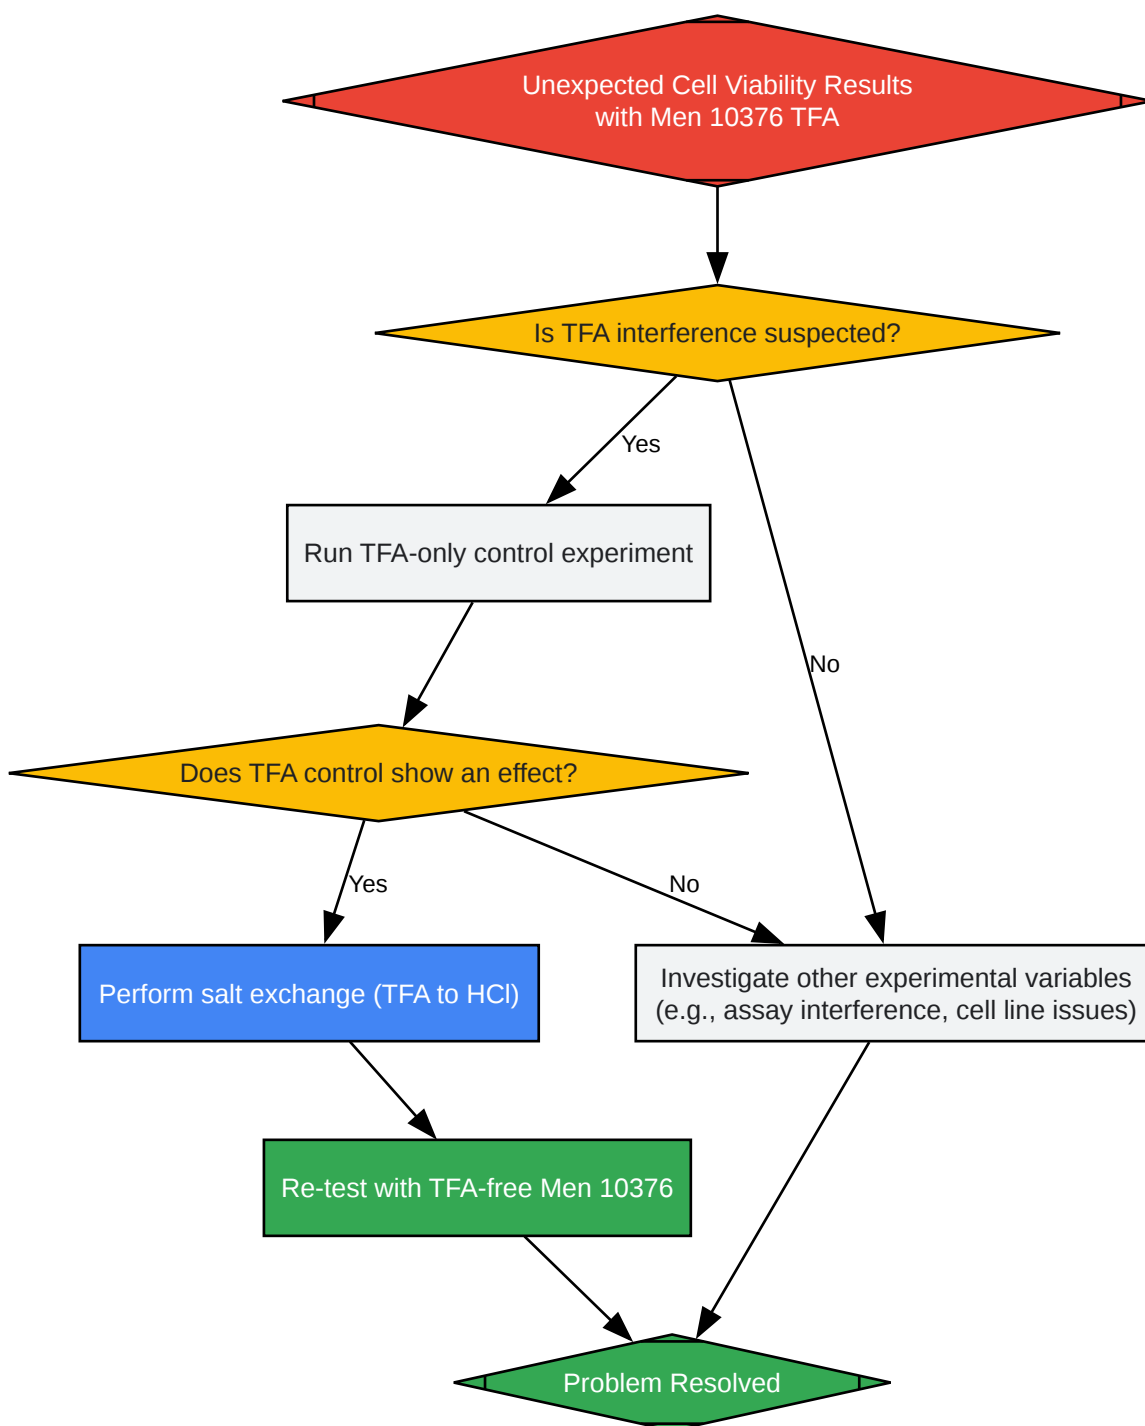 Unexpected Cell Viability Results
with Men 10376 TFA
Is TFA interference suspected?
Yes
Run TFA-only control experiment
No
Does TFA control show an effect?
Yes
No
Perform salt exchange (TFA to HCl)
Investigate other experimental variables
(e.g., assay interference, cell line issues)
Re-test with TFA-free Men 10376
Problem Resolved